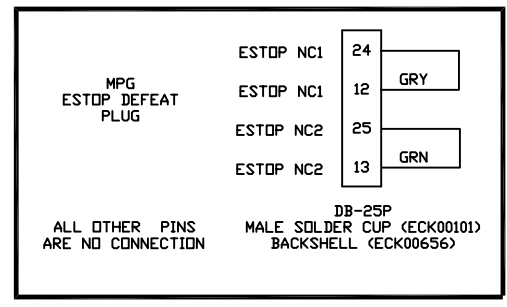 MPG
ESTOP DEFEAT
PLUG
ESTOP NC1
24
ESTOP NC1
12
GRY
ESTOP NC2
25
ESTOP NC2
13
GRN
ALL OTHER PINS
ARE NO CONNECTION
DB-25P
MALE SOLDER CUP (ECK00101)
BACKSHELL (ECK00656)